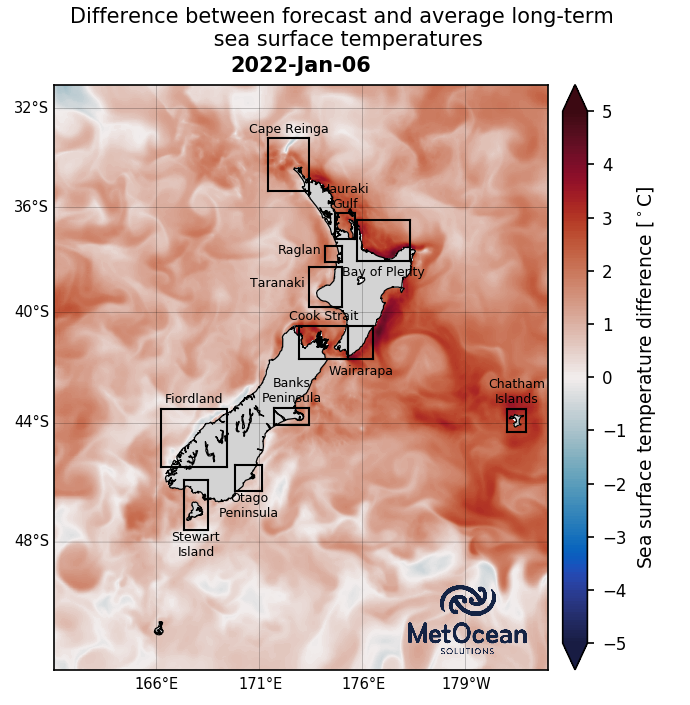 Difference between forecast and average long-term
sea surface temperatures
2022-Jan-06
32°S
36°S
40°S
44°S
48°S
166°E
171°E
176°E
179°W
Cape Reinga
Hauraki
Gulf
Raglan
Bay of Plenty
Taranaki
Cook Strait
Wairarapa
Banks
Peninsula
Fiordland
Chatham
Islands
Otago
Peninsula
Stewart
Island
MetOcean
SOLUTIONS
5
4
3
2
1
0
−1
−2
−3
−4
−5
Sea surface temperature difference [°C]